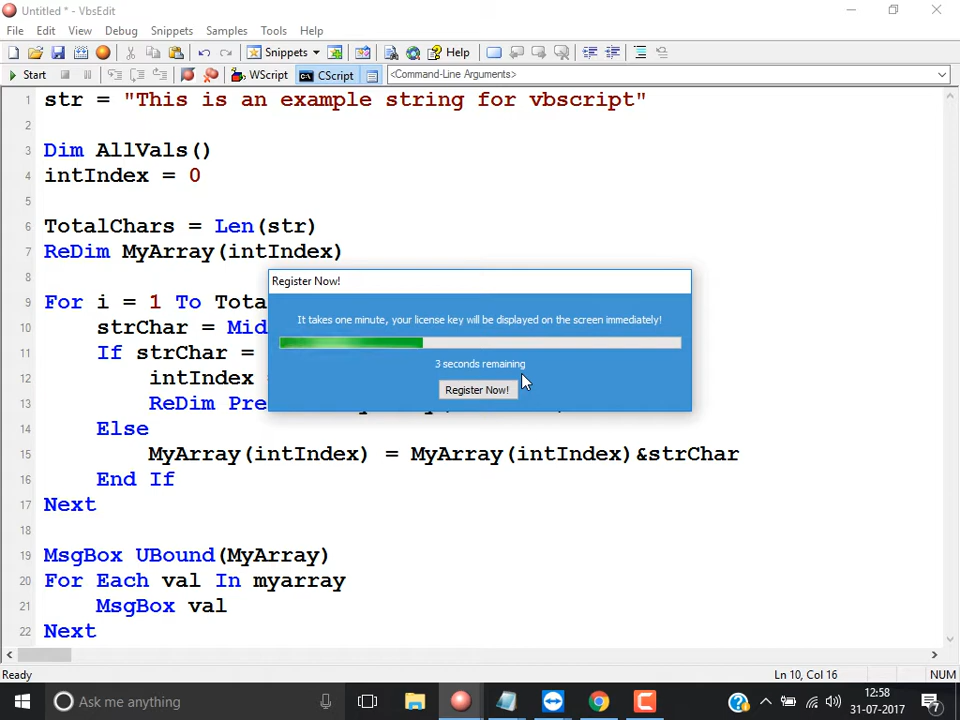 Untitled * - VbsEdit
File Edit View Debug Snippets Samples Tools Help
Snippets Help
Start WScript CScript <Command-Line Arguments>
1 str = "This is an example string for vbscript"
2
3 Dim AllVals()
4 intIndex = 0
5
6 TotalChars = Len(str)
7 ReDim MyArray(intIndex)
8
9 For i = 1 To Tota
10 strChar = Mid
11 If strChar =
12 intIndex
13 ReDim Pre
14 Else
15 MyArray(intIndex) = MyArray(intIndex)&strChar
16 End If
17 Next
18
19 MsgBox UBound(MyArray)
20 For Each val In myarray
21 MsgBox val
22 Next
Register Now!
It takes one minute, your license key will be displayed on the screen immediately!
3 seconds remaining
Register Now!
Ready Ln 10, Col 16 NUM
Ask me anything
12:58
31-07-2017
7